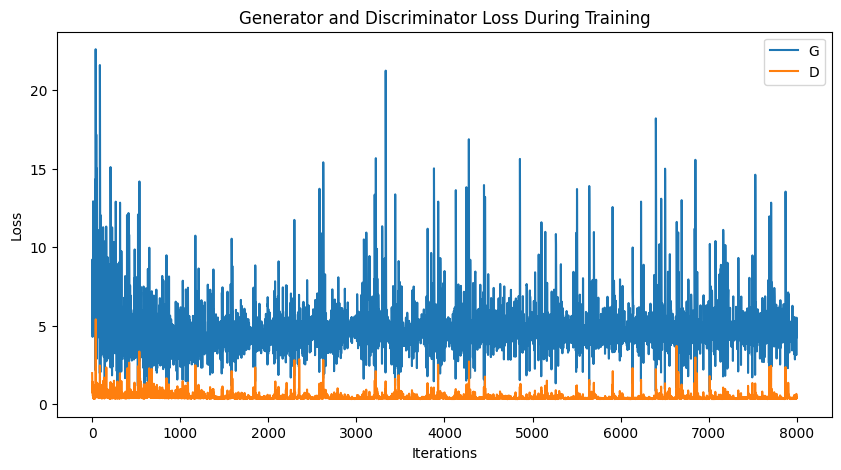 Generator and Discriminator Loss During Training
G
D
Loss
20
15
10
5
0
0 1000 2000 3000 4000 5000 6000 7000 8000
Iterations